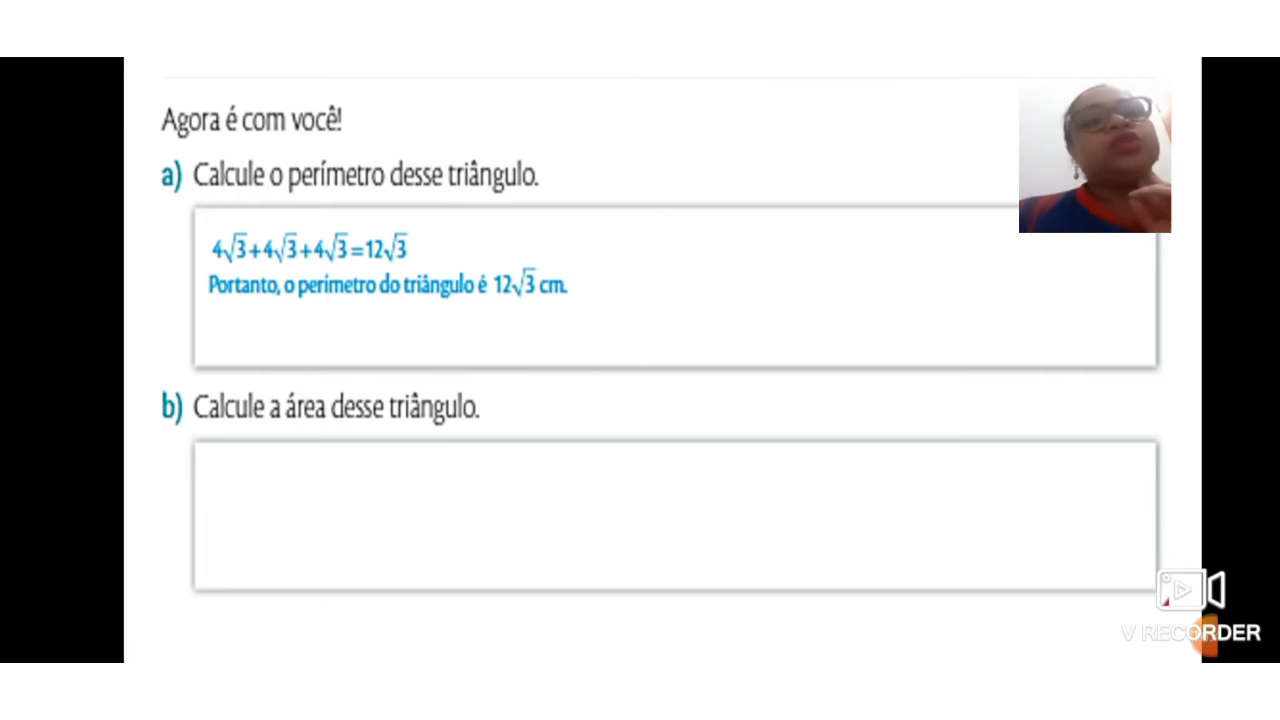 Agora é com você!
a) Calcule o perímetro desse triângulo.
4√3+4√3+4√3=12√3
Portanto, o perímetro do triângulo é 12√3 cm.
b) Calcule a área desse triângulo.
V RECORDER